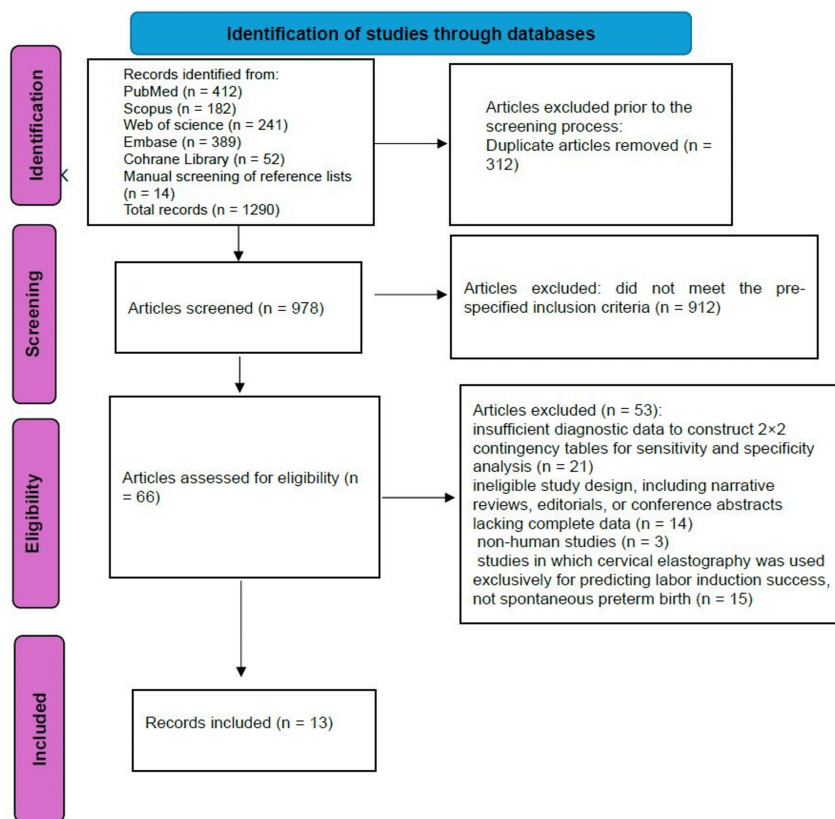 Identification of studies through databases
Identification
Records identified from:
PubMed (n = 412)
Scopus (n = 182)
Web of science (n = 241)
Embase (n = 389)
Cohrane Library (n = 52)
Manual screening of reference lists
(n = 14)
Total records (n = 1290)
Articles excluded prior to the
screening process:
Duplicate articles removed (n =
312)
Screening
Articles screened (n = 978)
Articles excluded: did not meet the pre-
specified inclusion criteria (n = 912)
Eligibility
Articles assessed for eligibility (n
= 66)
Articles excluded (n = 53):
insufficient diagnostic data to construct 2×2
contingency tables for sensitivity and specificity
analysis (n = 21)
ineligible study design, including narrative
reviews, editorials, or conference abstracts
lacking complete data (n = 14)
non-human studies (n = 3)
studies in which cervical elastography was used
exclusively for predicting labor induction success,
not spontaneous preterm birth (n = 15)
Included
Records included (n = 13)